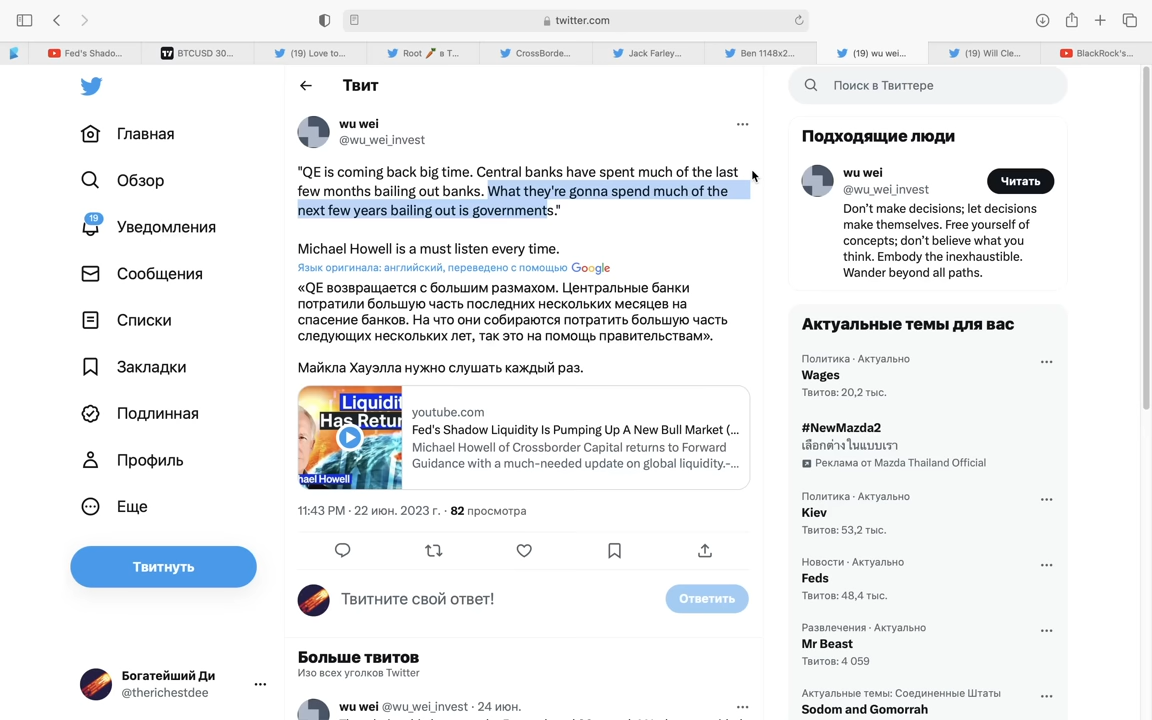 twitter.com
Fed's Shado...
BTCUSD 30...
(19) Love to...
Root 🥕 в Т...
CrossBorde...
Jack Farley...
Ben 1148x2...
(19) wu wei...
(19) Will Cle...
BlackRock's...
Твит
Поиск в Твиттере
Главная
Обзор
19
Уведомления
Сообщения
Списки
Закладки
Подлинная
Профиль
Еще
Твитнуть
Богатейший Ди
@therichestdee
wu wei
@wu_wei_invest
"QE is coming back big time. Central banks have spent much of the last
few months bailing out banks. What they're gonna spend much of the
next few years bailing out is governments."
Michael Howell is a must listen every time.
Язык оригинала: английский, переведено с помощью Google
«QE возвращается с большим размахом. Центральные банки
потратили большую часть последних нескольких месяцев на
спасение банков. На что они собираются потратить большую часть
следующих нескольких лет, так это на помощь правительствам».
Майкла Хауэлла нужно слушать каждый раз.
Liquidit
Has Retur
hael Howell
youtube.com
Fed's Shadow Liquidity Is Pumping Up A New Bull Market (...
Michael Howell of Crossborder Capital returns to Forward
Guidance with a much-needed update on global liquidity.-...
11:43 PM · 22 июн. 2023 г. · 82 просмотра
Твитните свой ответ!
Ответить
Больше твитов
Изо всех уголков Twitter
wu wei @wu_wei_invest · 24 июн.
Подходящие люди
wu wei
@wu_wei_invest
Читать
Don't make decisions; let decisions
make themselves. Free yourself of
concepts; don't believe what you
think. Embody the inexhaustible.
Wander beyond all paths.
Актуальные темы для вас
Политика · Актуально
Wages
Твитов: 20,2 тыс.
#NewMazda2
เลือกต่างในแบบเรา
Реклама от Mazda Thailand Official
Политика · Актуально
Kiev
Твитов: 53,2 тыс.
Новости · Актуально
Feds
Твитов: 48,4 тыс.
Развлечения · Актуально
Mr Beast
Твитов: 4 059
Актуальные темы: Соединенные Штаты
Sodom and Gomorrah